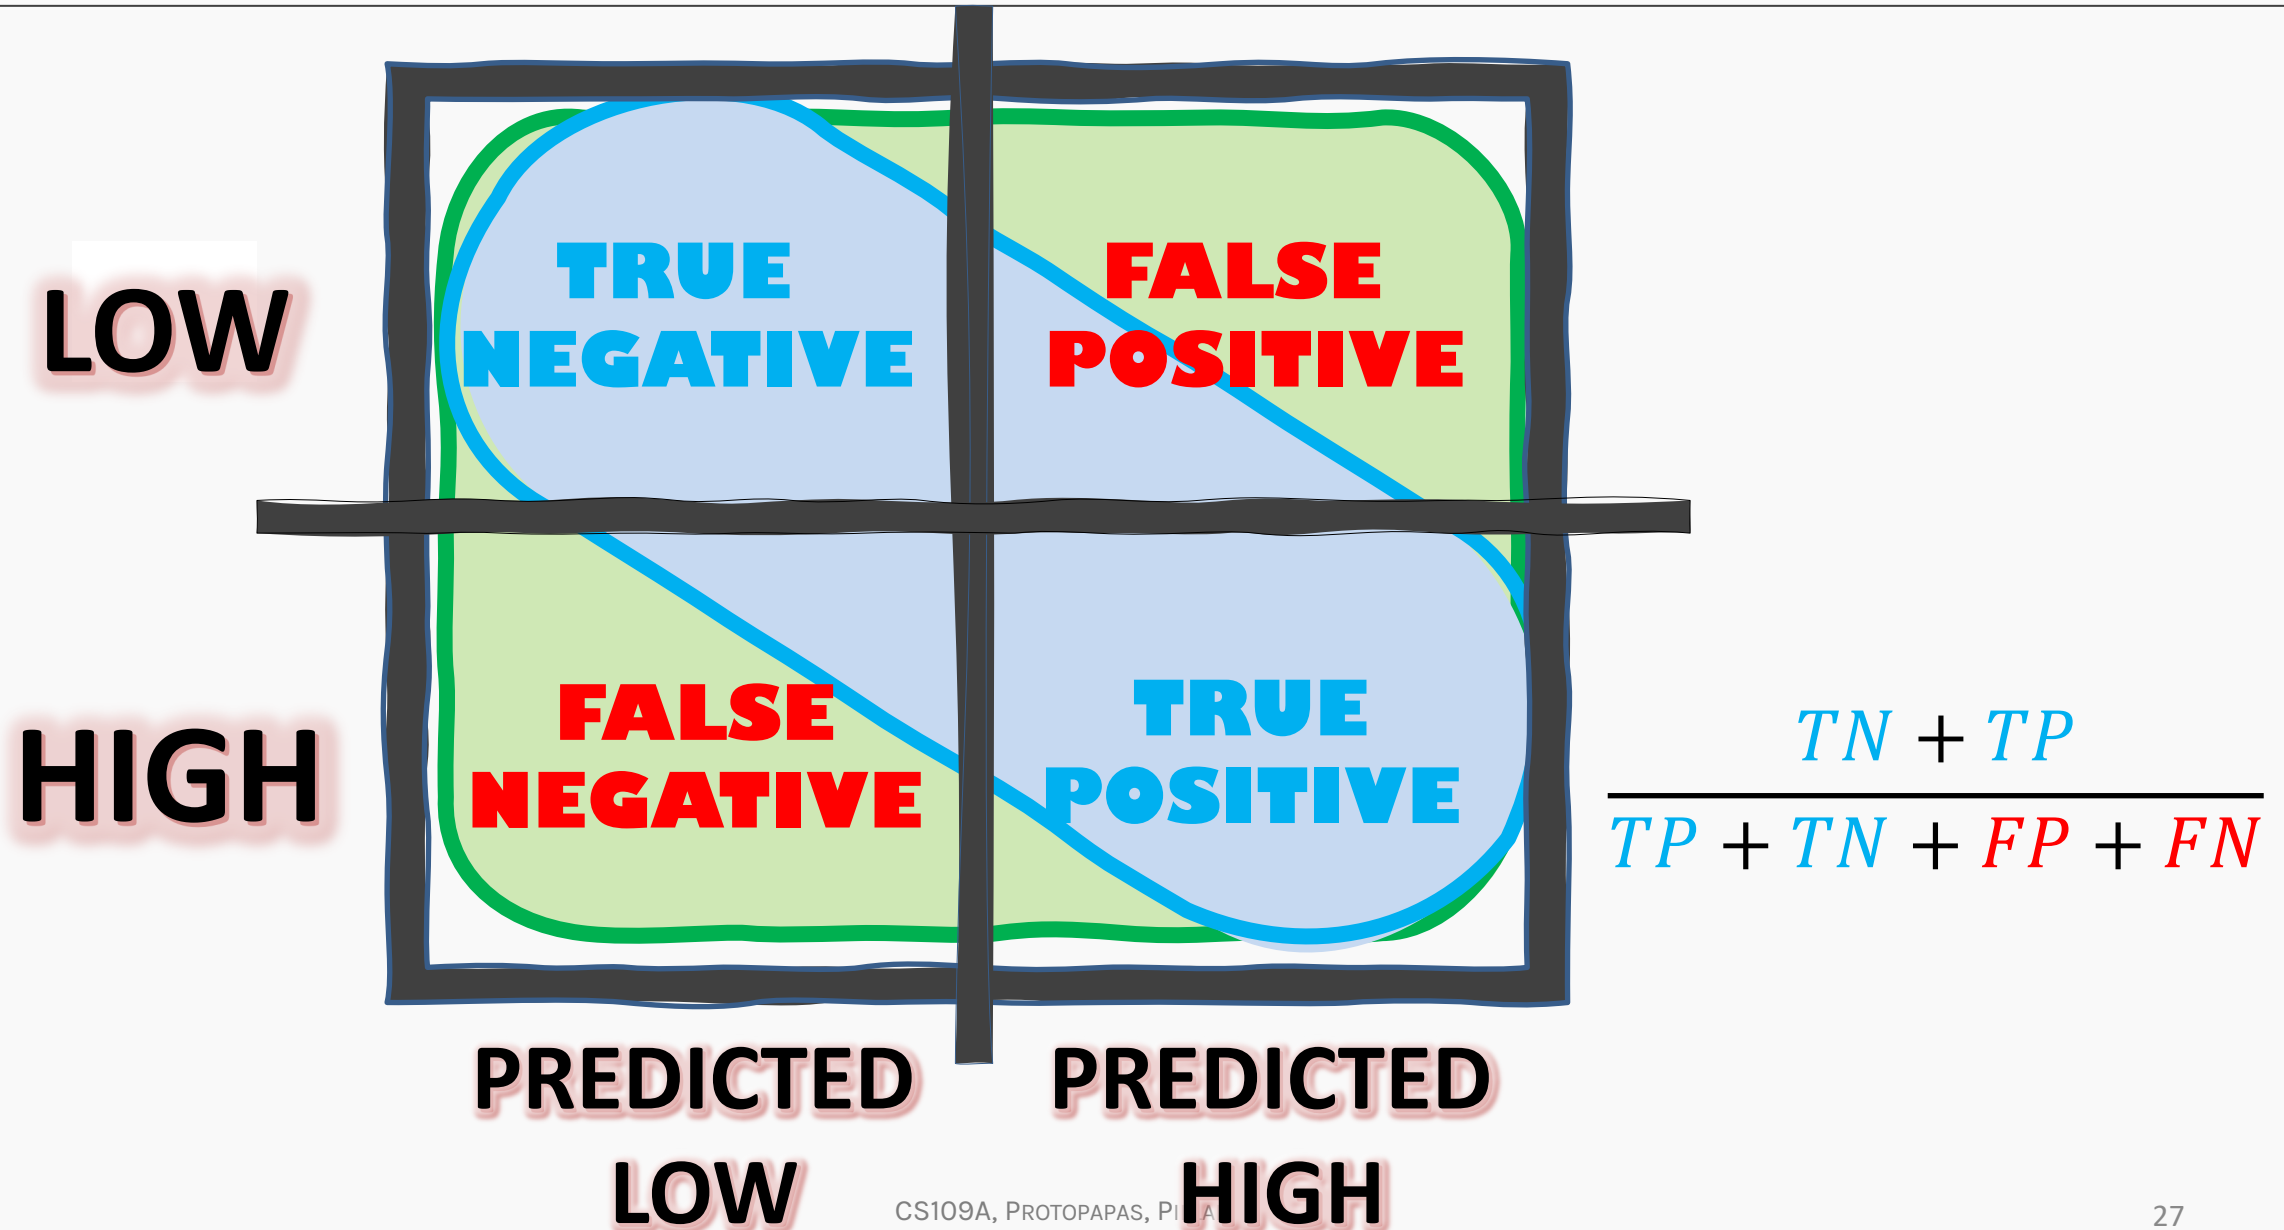 LOW
TRUE
NEGATIVE
FALSE
POSITIVE
HIGH
FALSE
NEGATIVE
TRUE
POSITIVE
TN + TP
TP + TN + FP + FN
PREDICTED
LOW
PREDICTED
HIGH
CS109A, PROTOPAPAS,
27